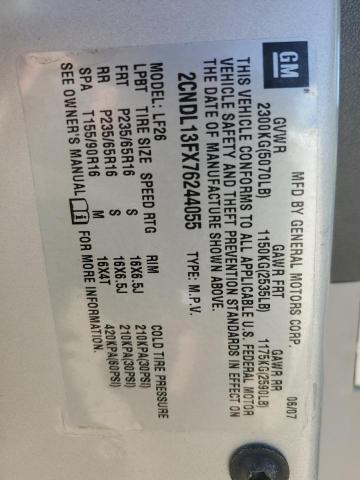 GM
MFD BY GENERAL MOTORS CORP. 06/07
GVWR GAWR FRT GAWR RR
2300KG(5070LB) 1150KG(2535LB) 1175KG(2590LB)
THIS VEHICLE CONFORMS TO ALL APPLICABLE U.S. FEDERAL MOTOR
VEHICLE SAFETY AND THEFT PREVENTION STANDARDS IN EFFECT ON
THE DATE OF MANUFACTURE SHOWN ABOVE.
2CNDL13FX76244055 TYPE: M.P.V.
MODEL: LF26
LPBT TIRE SIZE SPEED RTG RIM COLD TIRE PRESSURE
FRT P235/65R16 S 16X6.5J 210KPA(30PSI)
RR P235/65R16 S 16X6.5J 210KPA(30PSI)
SPA T155/90R16 M 16X4T 420KPA(60PSI)
SEE OWNER'S MANUAL FOR MORE INFORMATION.